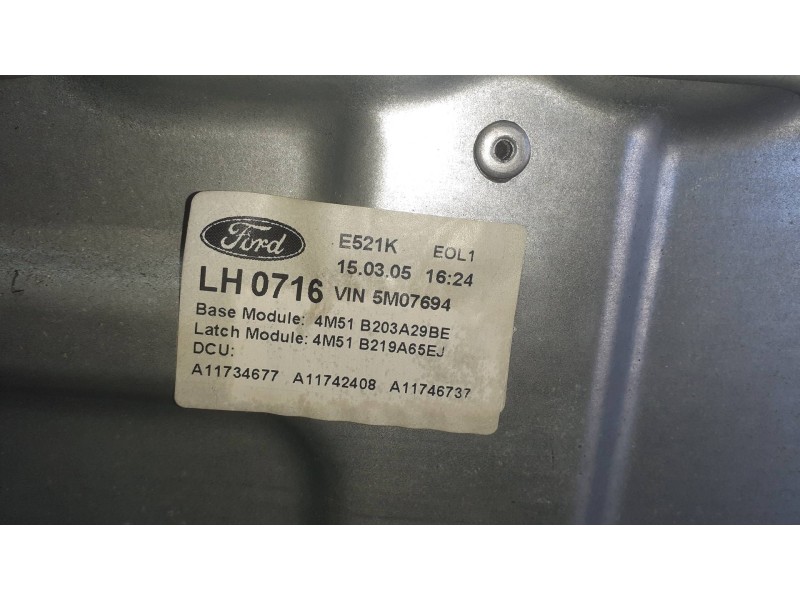 Ford E521K EOL1
15.03.05 16:24
LH 0716 VIN 5M07694
Base Module: 4M51 B203A29BE
Latch Module: 4M51 B219A65EJ
DCU:
A11734677 A11742408 A11746737